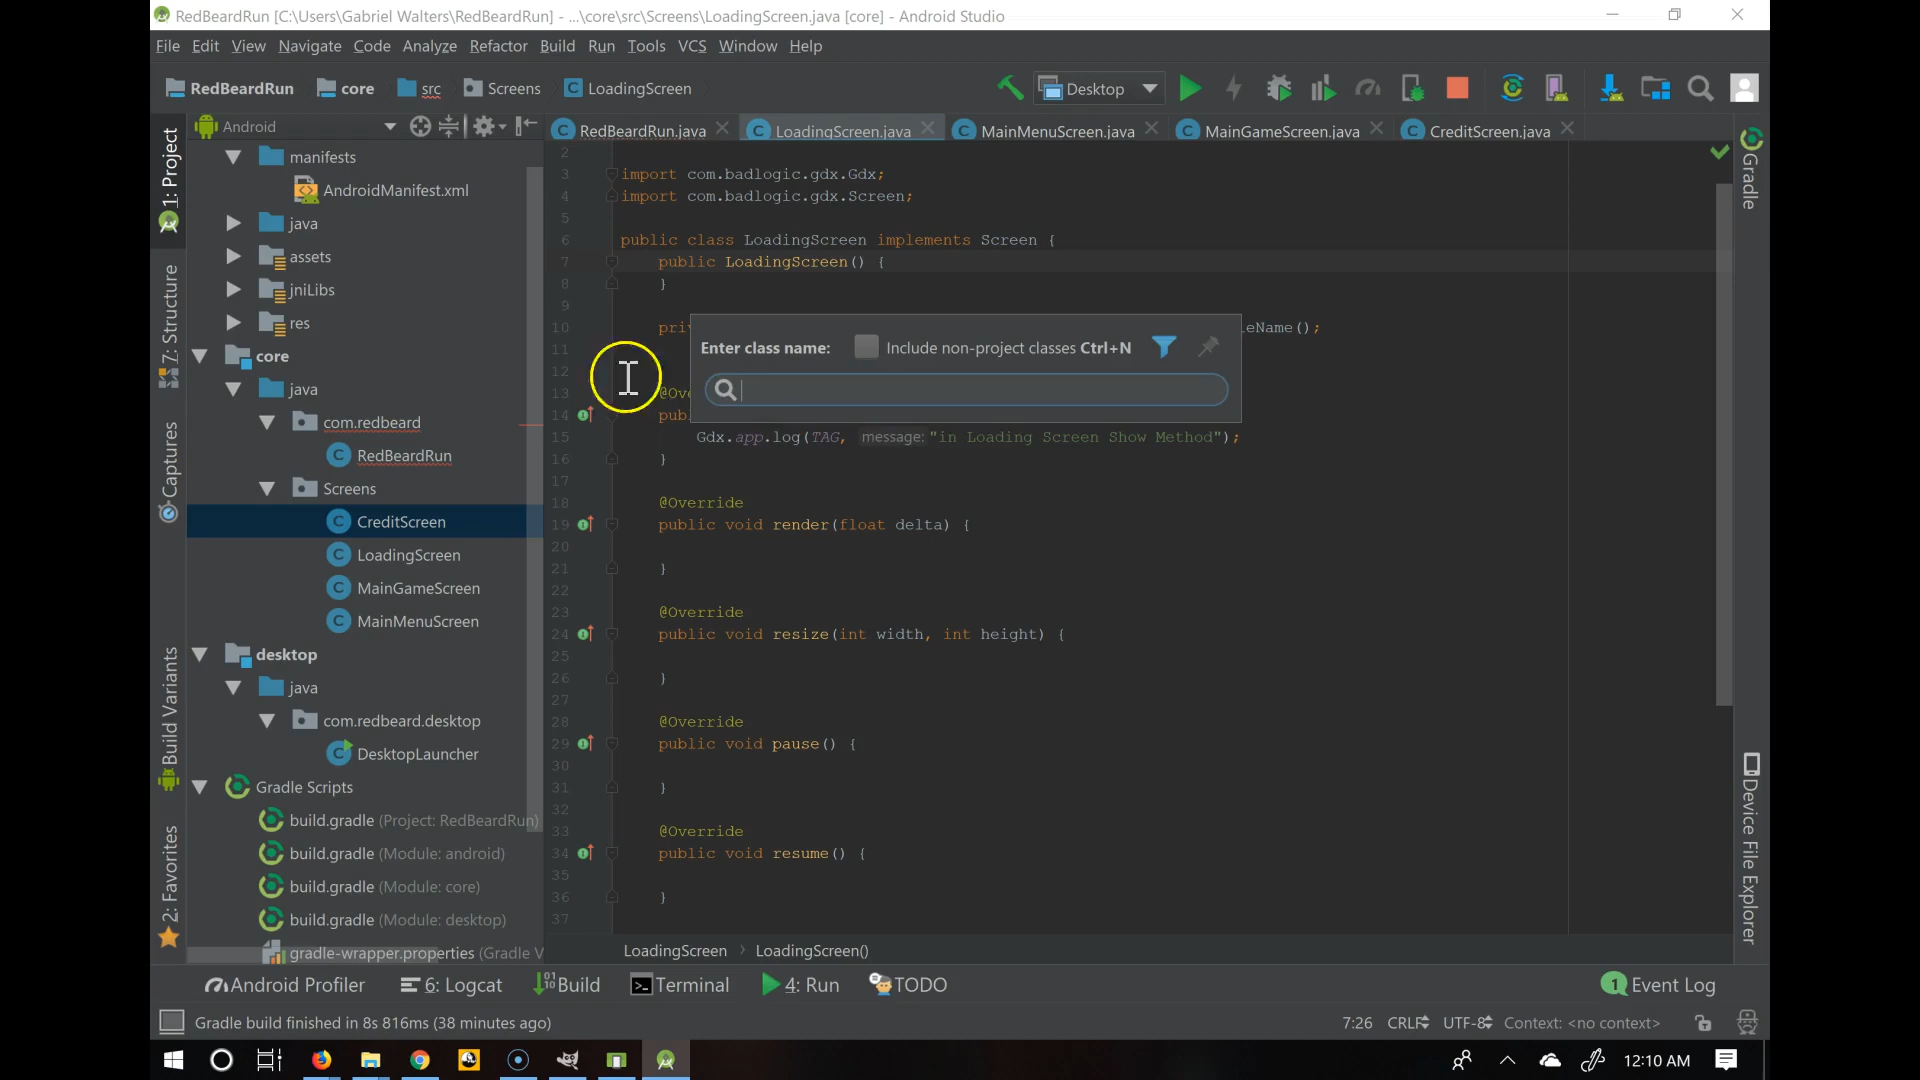 RedBeardRun [C:\Users\Gabriel Walters\RedBeardRun] - ...\core\src\Screens\LoadingScreen.java [core] - Android Studio
File Edit View Navigate Code Analyze Refactor Build Run Tools VCS Window Help
RedBeardRun core src Screens LoadingScreen
Desktop
Android
RedBeardRun.java LoadingScreen.java MainMenuScreen.java MainGameScreen.java CreditScreen.java
1: Project
7: Structure
Captures
Build Variants
2: Favorites
manifests
AndroidManifest.xml
java
assets
jniLibs
res
core
java
com.redbeard
RedBeardRun
Screens
CreditScreen
LoadingScreen
MainGameScreen
MainMenuScreen
desktop
java
com.redbeard.desktop
DesktopLauncher
Gradle Scripts
build.gradle (Project: RedBeardRun)
build.gradle (Module: android)
build.gradle (Module: core)
build.gradle (Module: desktop)
gradle-wrapper.properties (Gradle V
2
3 import com.badlogic.gdx.Gdx;
4 import com.badlogic.gdx.Screen;
5
6 public class LoadingScreen implements Screen {
7 public LoadingScreen() {
8 }
9
10 pri eName();
11
12
13 @Ov
14 pub
15 Gdx.app.log(TAG, message: "in Loading Screen Show Method");
16 }
17
18 @Override
19 public void render(float delta) {
20
21 }
22
23 @Override
24 public void resize(int width, int height) {
25
26 }
27
28 @Override
29 public void pause() {
30
31 }
32
33 @Override
34 public void resume() {
35
36 }
37
Enter class name: Include non-project classes Ctrl+N
LoadingScreen LoadingScreen()
Gradle
Device File Explorer
Android Profiler 6: Logcat Build Terminal 4: Run TODO 1 Event Log
Gradle build finished in 8s 816ms (38 minutes ago) 7:26 CRLF UTF-8 Context: <no context>
12:10 AM